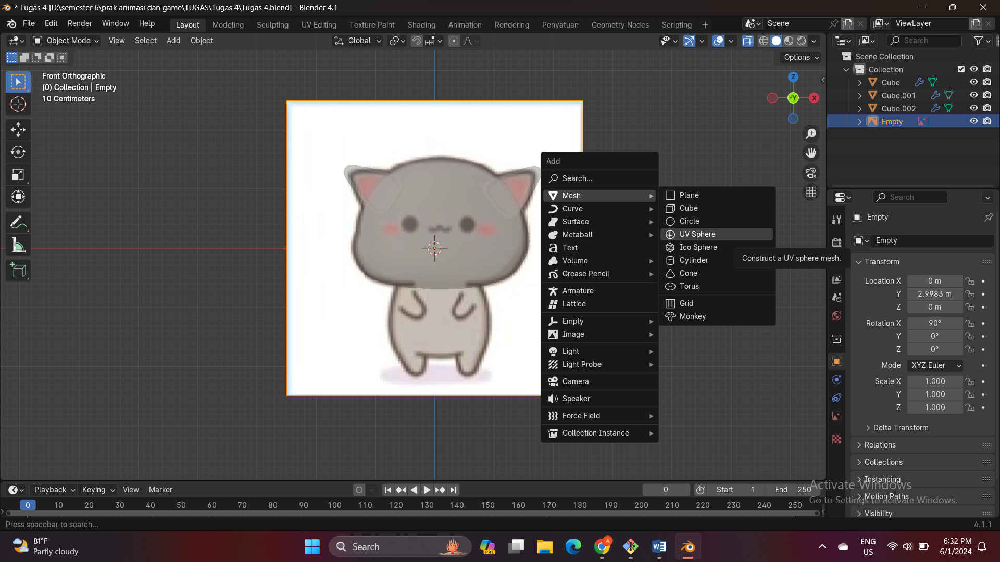 * Tugas 4 [D:\semester 6\prak animasi dan game\TUGAS\Tugas 4\Tugas 4.blend] - Blender 4.1
File Edit Render Window Help Layout Modeling Sculpting UV Editing Texture Paint Shading Animation Rendering Compositing Geometry Nodes Scripting + Scene ViewLayer
Object Mode View Select Add Object Global Search
Options
Front Orthographic
(0) Collection | Empty
10 Centimeters
Z
-Y
X
Scene Collection
Collection
Cube
Cube.001
Cube.002
Empty
Add
Search...
Mesh
Curve
Surface
Metaball
Text
Volume
Grease Pencil
Armature
Lattice
Empty
Image
Light
Light Probe
Camera
Speaker
Force Field
Collection Instance
Plane
Cube
Circle
UV Sphere
Ico Sphere
Cylinder
Cone
Torus
Grid
Monkey
Construct a UV sphere mesh.
Search
Empty
Empty
Transform
Location X 0 m
Y 2.9983 m
Z 0 m
Rotation X 90°
Y 0°
Z 0°
Mode XYZ Euler
Scale X 1.000
Y 1.000
Z 1.000
Delta Transform
Relations
Collections
Instancing
Motion Paths
Visibility
Activate Windows
Go to Settings to activate Windows.
Playback Keying View Marker 0 Start 1 End 250
0 10 20 30 40 50 60 70 80 90 100 110 120 130 140 150 160 170 180 190 200 210 220 230 240 250
Press spacebar to search...
4.1.1
81°F
Partly cloudy
Search
PRE
A
ENG
US
6:32 PM
6/1/2024